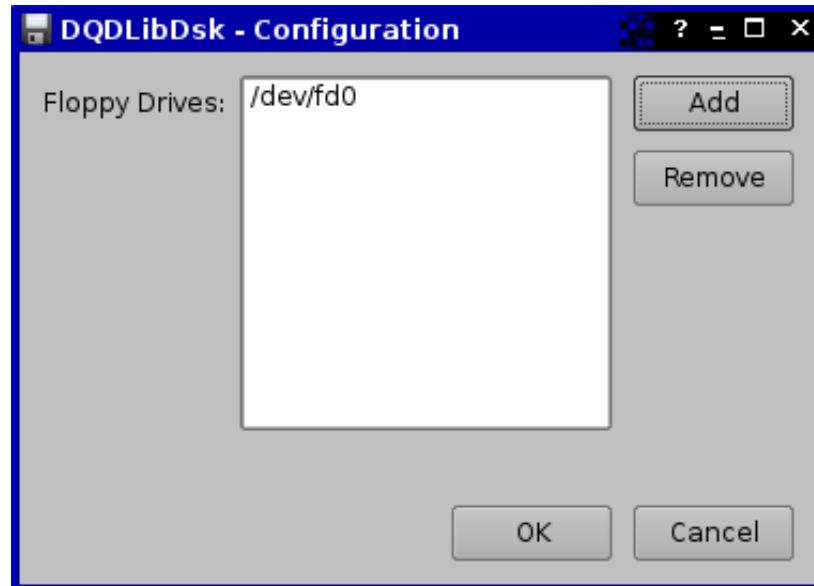 DQDLibDsk - Configuration
Floppy Drives:
/dev/fd0
Add
Remove
OK
Cancel